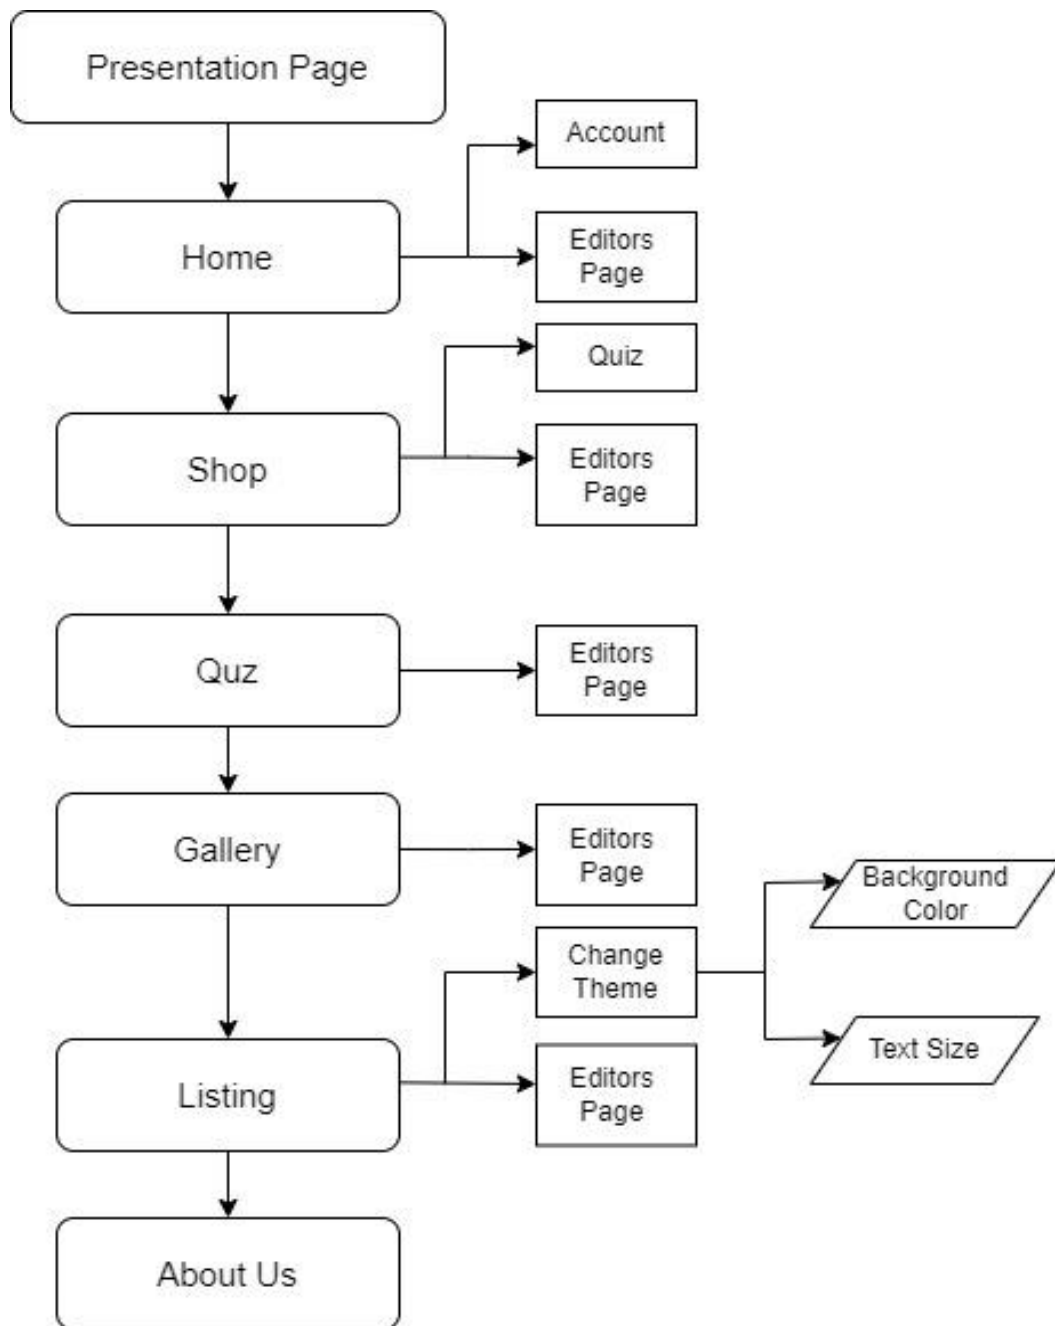 Presentation Page
Account
Home
Editors
Page
Quiz
Shop
Editors
Page
Quz
Editors
Page
Gallery
Editors
Page
Background
Color
Change
Theme
Text Size
Listing
Editors
Page
About Us